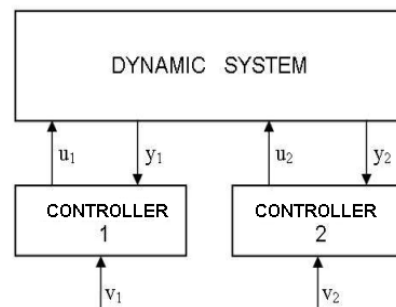 DYNAMIC SYSTEM
u₁ y₁ u₂ y₂
CONTROLLER
1
CONTROLLER
2
v₁ v₂